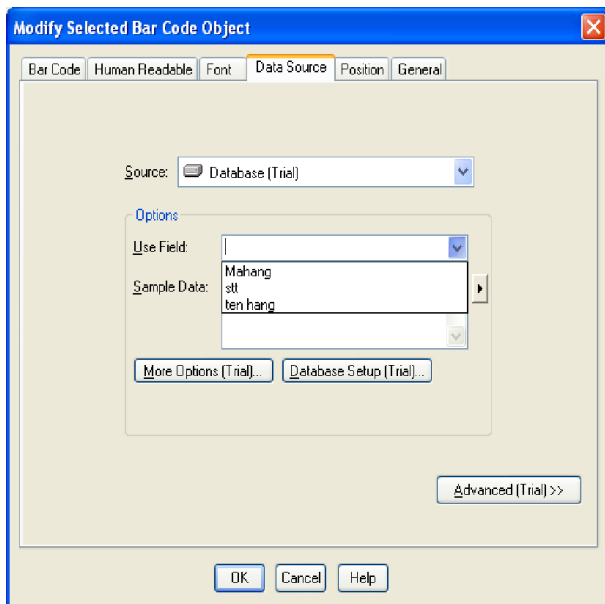 Modify Selected Bar Code Object
Bar Code Human Readable Font Data Source Position General
Source: Database (Trial)
Options
Use Field:
Mahang
Sample Data: stt
ten hang
More Options (Trial)... Database Setup (Trial)...
Advanced (Trial) >>
OK Cancel Help